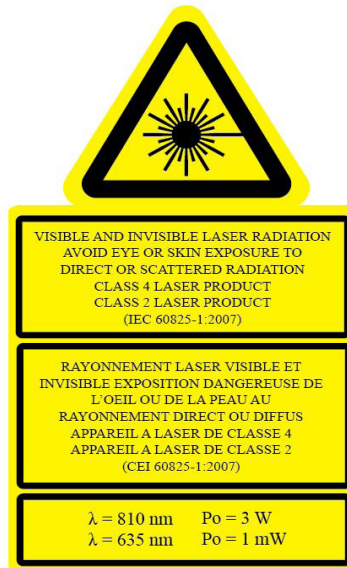 VISIBLE AND INVISIBLE LASER RADIATION
AVOID EYE OR SKIN EXPOSURE TO
DIRECT OR SCATTERED RADIATION
CLASS 4 LASER PRODUCT
CLASS 2 LASER PRODUCT
(IEC 60825-1:2007)
RAYONNEMENT LASER VISIBLE ET
INVISIBLE EXPOSITION DANGEREUSE DE
L'OEIL OU DE LA PEAU AU
RAYONNEMENT DIRECT OU DIFFUS
APPAREIL A LASER DE CLASSE 4
APPAREIL A LASER DE CLASSE 2
(CEI 60825-1:2007)
λ = 810 nm Po = 3 W
λ = 635 nm Po = 1 mW